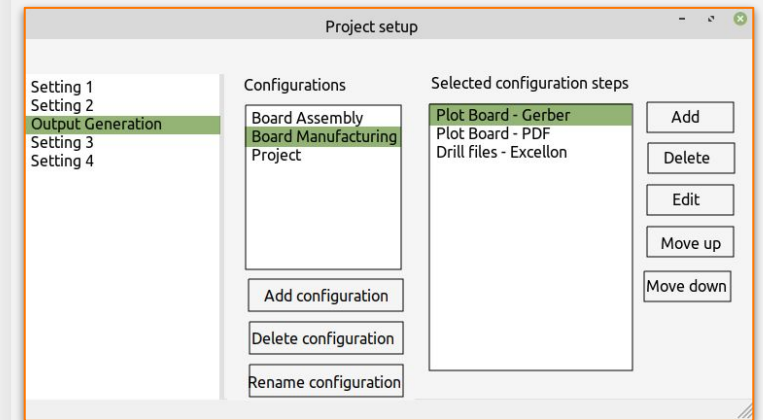 Project setup
Setting 1
Setting 2
Output Generation
Setting 3
Setting 4
Configurations
Board Assembly
Board Manufacturing
Project
Add configuration
Delete configuration
Rename configuration
Selected configuration steps
Plot Board - Gerber
Plot Board - PDF
Drill files - Excellon
Add
Delete
Edit
Move up
Move down